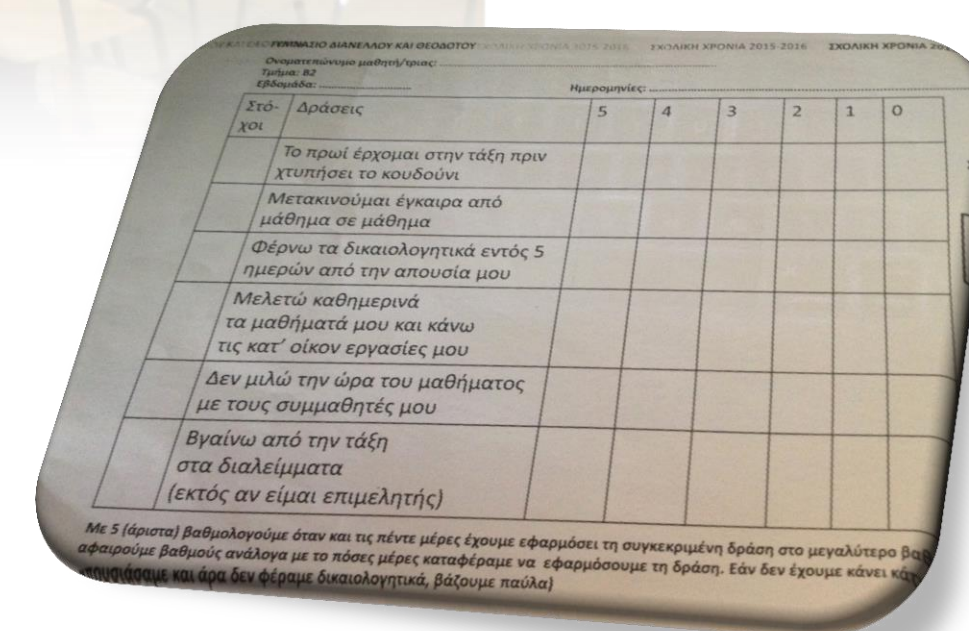 ΓΥΜΝΑΣΙΟ ΔΙΑΝΕΛΛΟΥ ΚΑΙ ΘΕΟΔΟΤΟΥ ΣΧΟΛΙΚΗ ΧΡΟΝΙΑ 2015-2016 ΣΧΟΛΙΚΗ ΧΡΟΝΙΑ
Ονοματεπώνυμο μαθητή/τριας:
Τμήμα: Β2
Εβδομάδα: Ημερομηνίες:
Στό- Δράσεις 5 4 3 2 1 0
χοι
Το πρωί έρχομαι στην τάξη πριν
χτυπήσει το κουδούνι
Μετακινούμαι έγκαιρα από
μάθημα σε μάθημα
Φέρνω τα δικαιολογητικά εντός 5
ημερών από την απουσία μου
Μελετώ καθημερινά
τα μαθήματά μου και κάνω
τις κατ’ οίκον εργασίες μου
Δεν μιλώ την ώρα του μαθήματος
με τους συμμαθητές μου
Βγαίνω από την τάξη
στα διαλείμματα
(εκτός αν είμαι επιμελητής)
Με 5 (άριστα) βαθμολογούμε όταν και τις πέντε μέρες έχουμε εφαρμόσει τη συγκεκριμένη δράση στο μεγαλύτερο
αφαιρούμε βαθμούς ανάλογα με το πόσες μέρες καταφέραμε να εφαρμόσουμε τη δράση. Εάν δεν έχουμε κάνει
απουσιάσαμε και άρα δεν φέραμε δικαιολογητικά, βάζουμε παύλα)